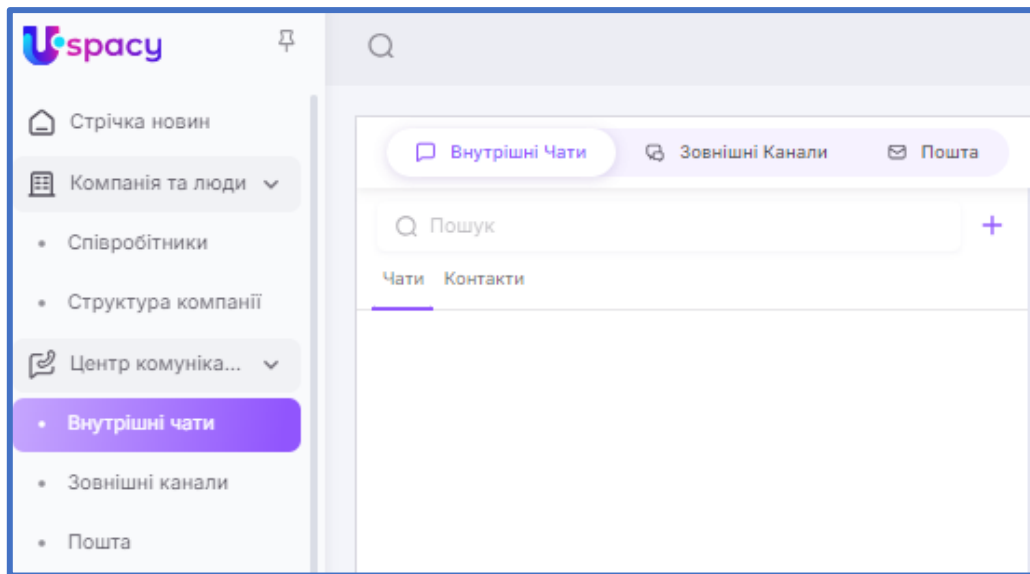 Uspacy
Стрічка новин
Компанія та люди
Співробітники
Структура компанії
Центр комуніка...
Внутрішні чати
Зовнішні канали
Пошта
Внутрішні Чати
Зовнішні Канали
Пошта
Пошук
Чати
Контакти